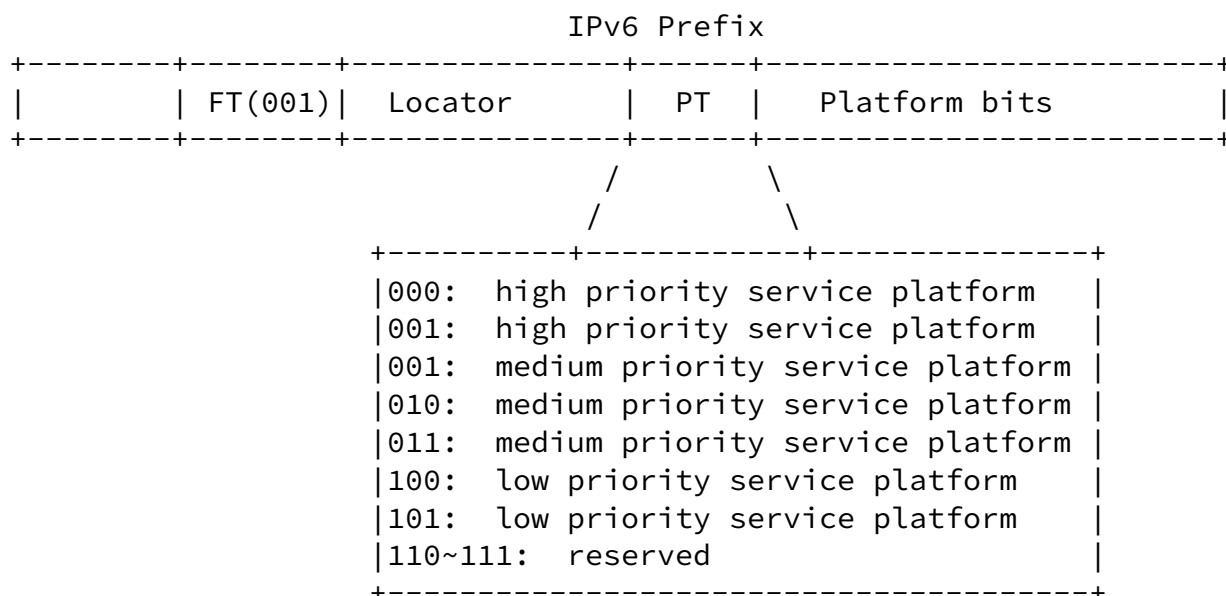 IPv6 Prefix
FT(001) Locator PT Platform bits
000: high priority service platform
001: high priority service platform
001: medium priority service platform
010: medium priority service platform
011: medium priority service platform
100: low priority service platform
101: low priority service platform
110~111: reserved